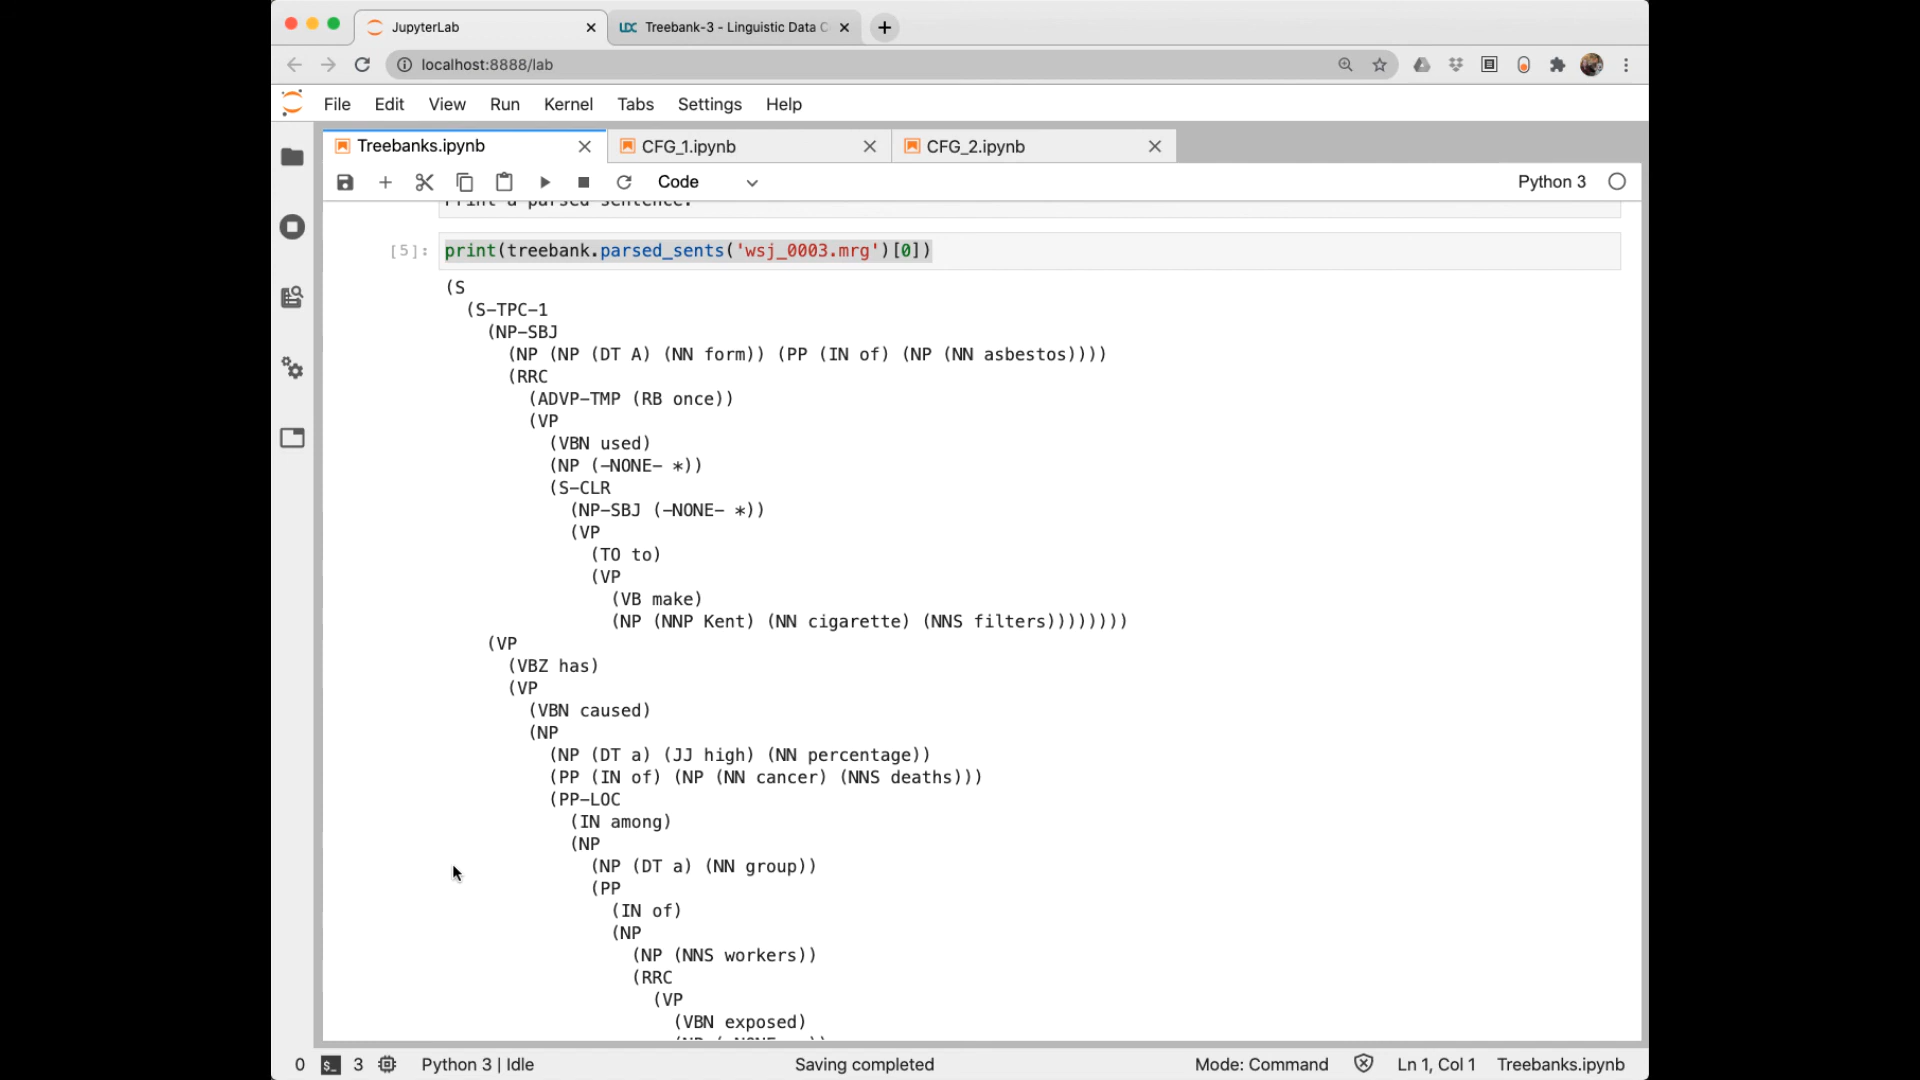 JupyterLab
LDC Treebank-3 - Linguistic Data C
localhost:8888/lab
File Edit View Run Kernel Tabs Settings Help
Treebanks.ipynb CFG_1.ipynb CFG_2.ipynb
Code Python 3
Print a parsed sentence.
[5]: print(treebank.parsed_sents('wsj_0003.mrg')[0])
(S
(S-TPC-1
(NP-SBJ
(NP (NP (DT A) (NN form)) (PP (IN of) (NP (NN asbestos))))
(RRC
(ADVP-TMP (RB once))
(VP
(VBN used)
(NP (-NONE- *))
(S-CLR
(NP-SBJ (-NONE- *))
(VP
(TO to)
(VP
(VB make)
(NP (NNP Kent) (NN cigarette) (NNS filters))))))))
(VP
(VBZ has)
(VP
(VBN caused)
(NP
(NP (DT a) (JJ high) (NN percentage))
(PP (IN of) (NP (NN cancer) (NNS deaths)))
(PP-LOC
(IN among)
(NP
(NP (DT a) (NN group))
(PP
(IN of)
(NP
(NP (NNS workers))
(RRC
(VP
(VBN exposed)
0 $_ 3 Python 3 | Idle Saving completed Mode: Command Ln 1, Col 1 Treebanks.ipynb